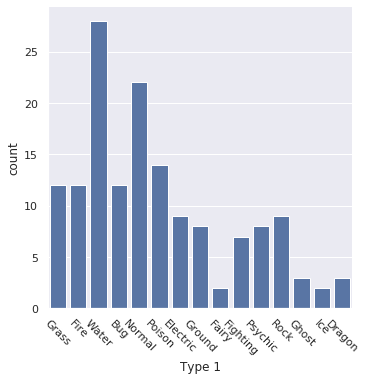 count
25
20
15
10
5
0
Grass
Fire
Water
Bug
Normal
Poison
Electric
Ground
Fairy
Fighting
Psychic
Rock
Ghost
Ice
Dragon
Type 1